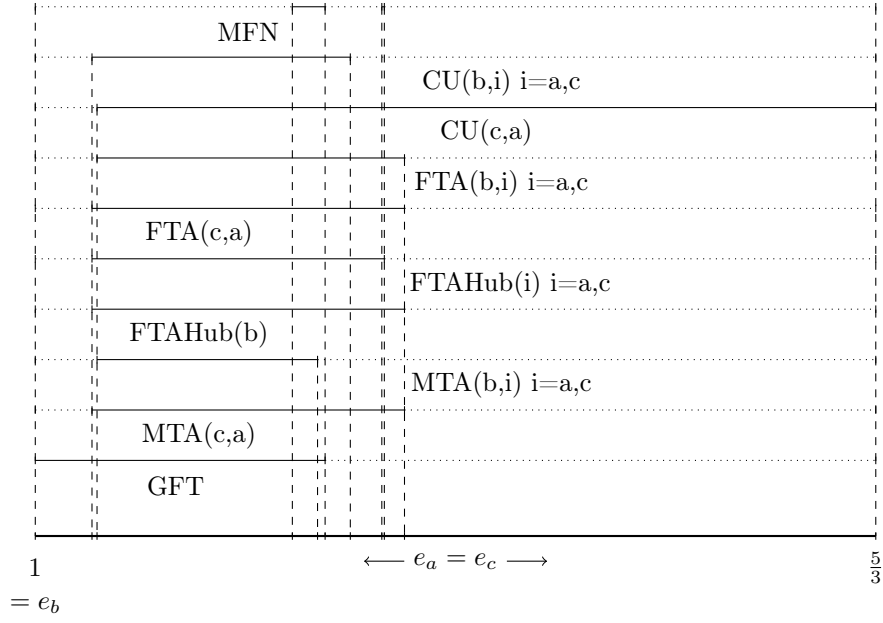 MFN
CU(b,i) i=a,c
CU(c,a)
FTA(b,i) i=a,c
FTA(c,a)
FTAHub(i) i=a,c
FTAHub(b)
MTA(b,i) i=a,c
MTA(c,a)
GFT
← e_a = e_c →
1
5/3
= e_b